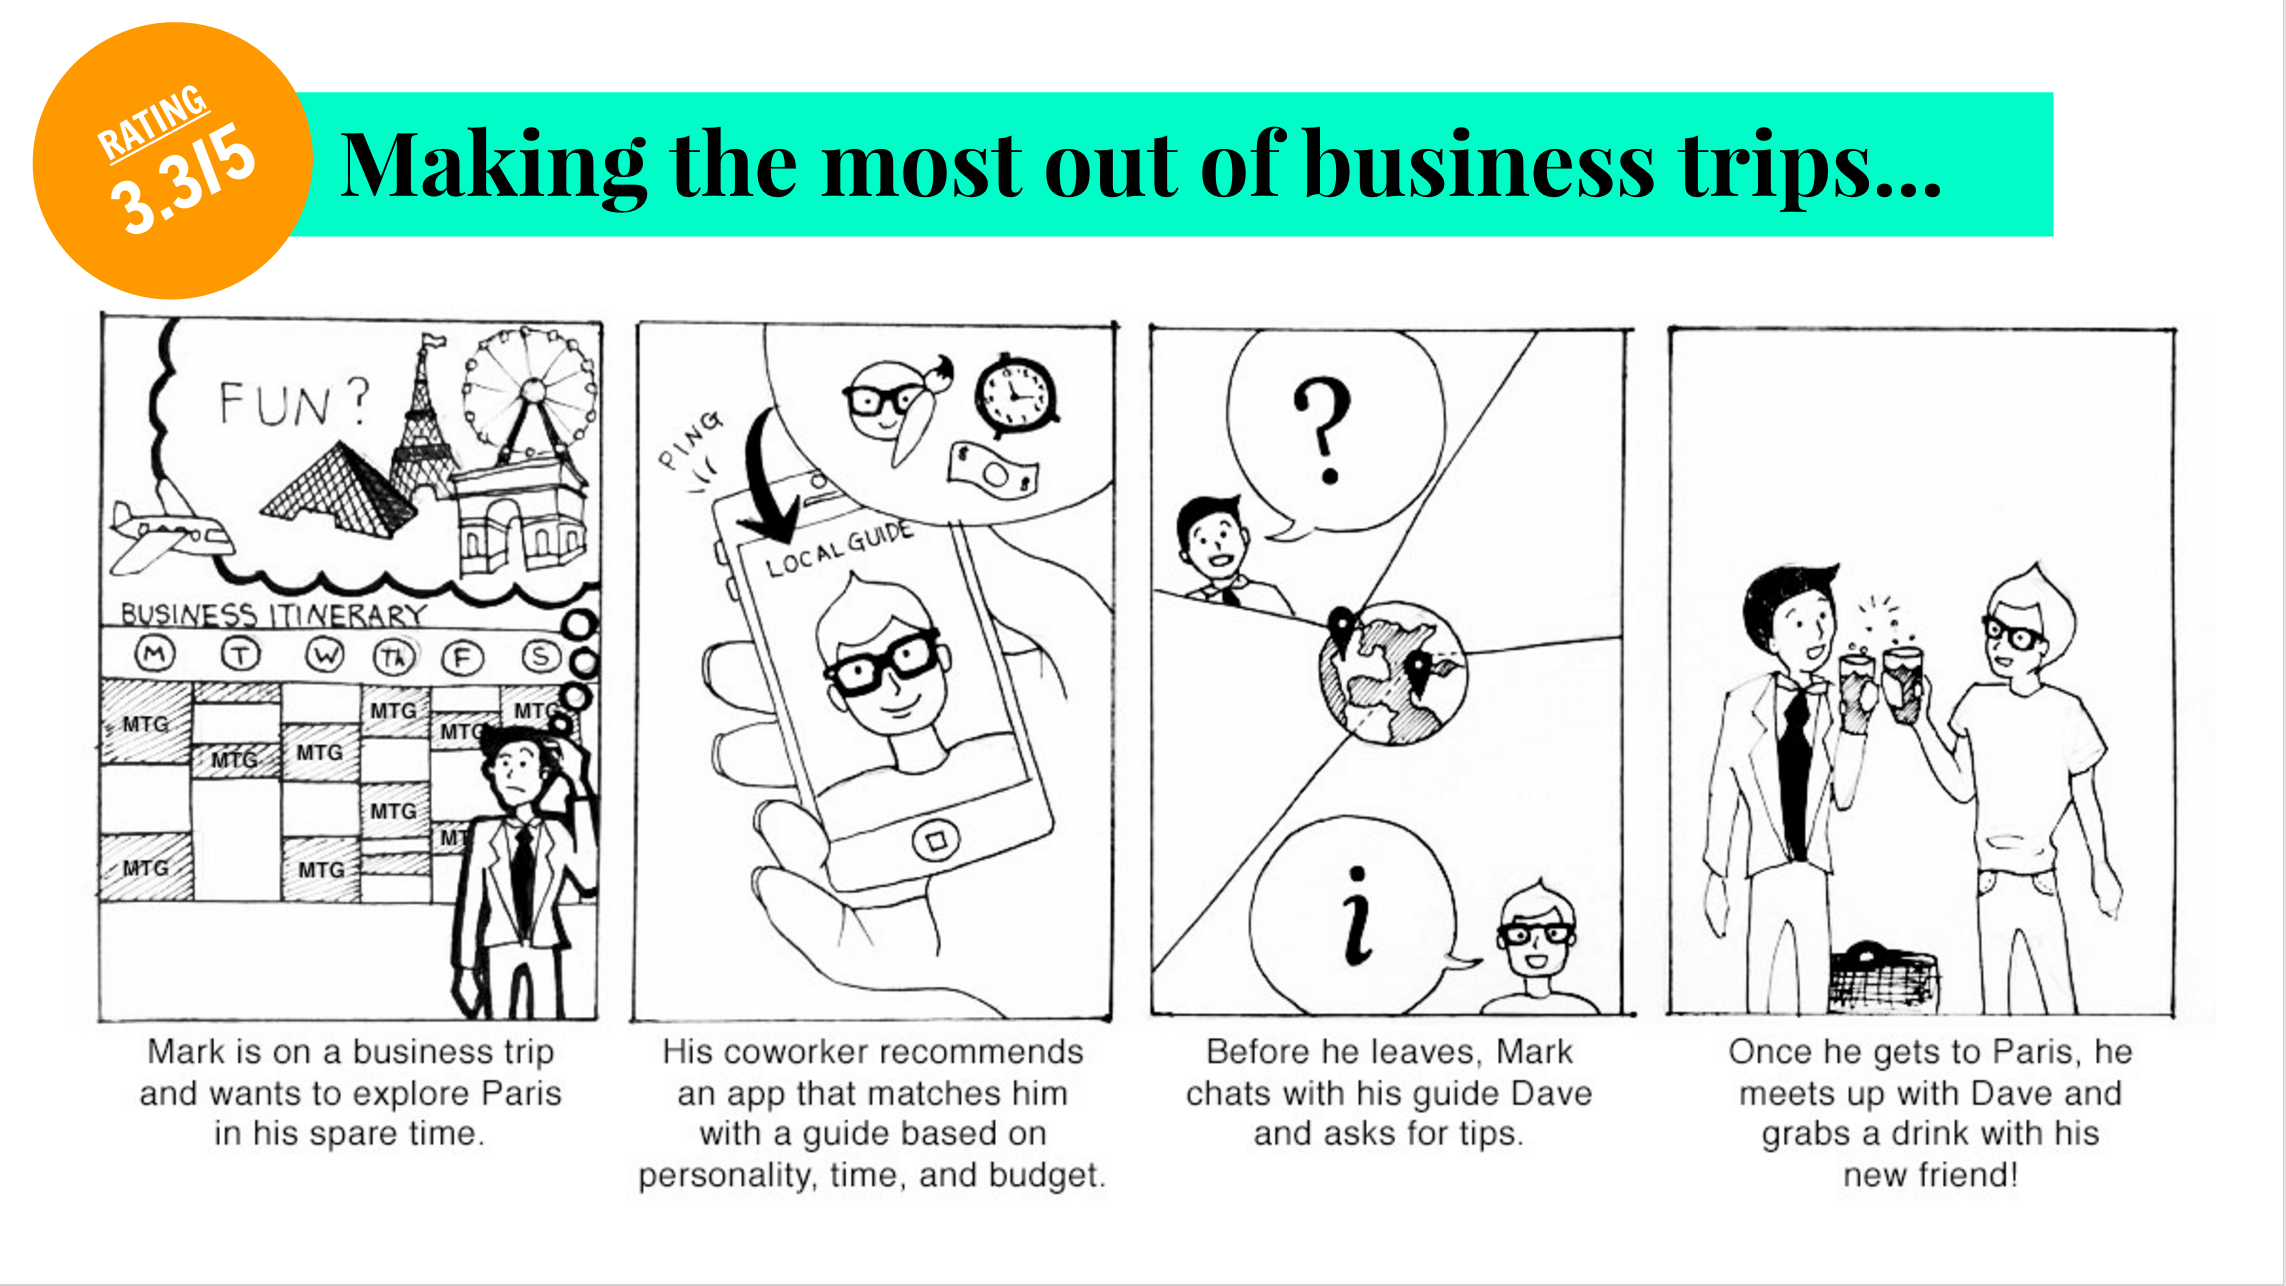 RATING
3.3/5
Making the most out of business trips...
FUN?
BUSINESS ITINERARY
M T W Th F S
MTG MTG MTG
MTG
MTG MTG
MTG
MT
MTG MTG
PING
LOCAL GUIDE
$ $
?
i
Mark is on a business trip
and wants to explore Paris
in his spare time.
His coworker recommends
an app that matches him
with a guide based on
personality, time, and budget.
Before he leaves, Mark
chats with his guide Dave
and asks for tips.
Once he gets to Paris, he
meets up with Dave and
grabs a drink with his
new friend!